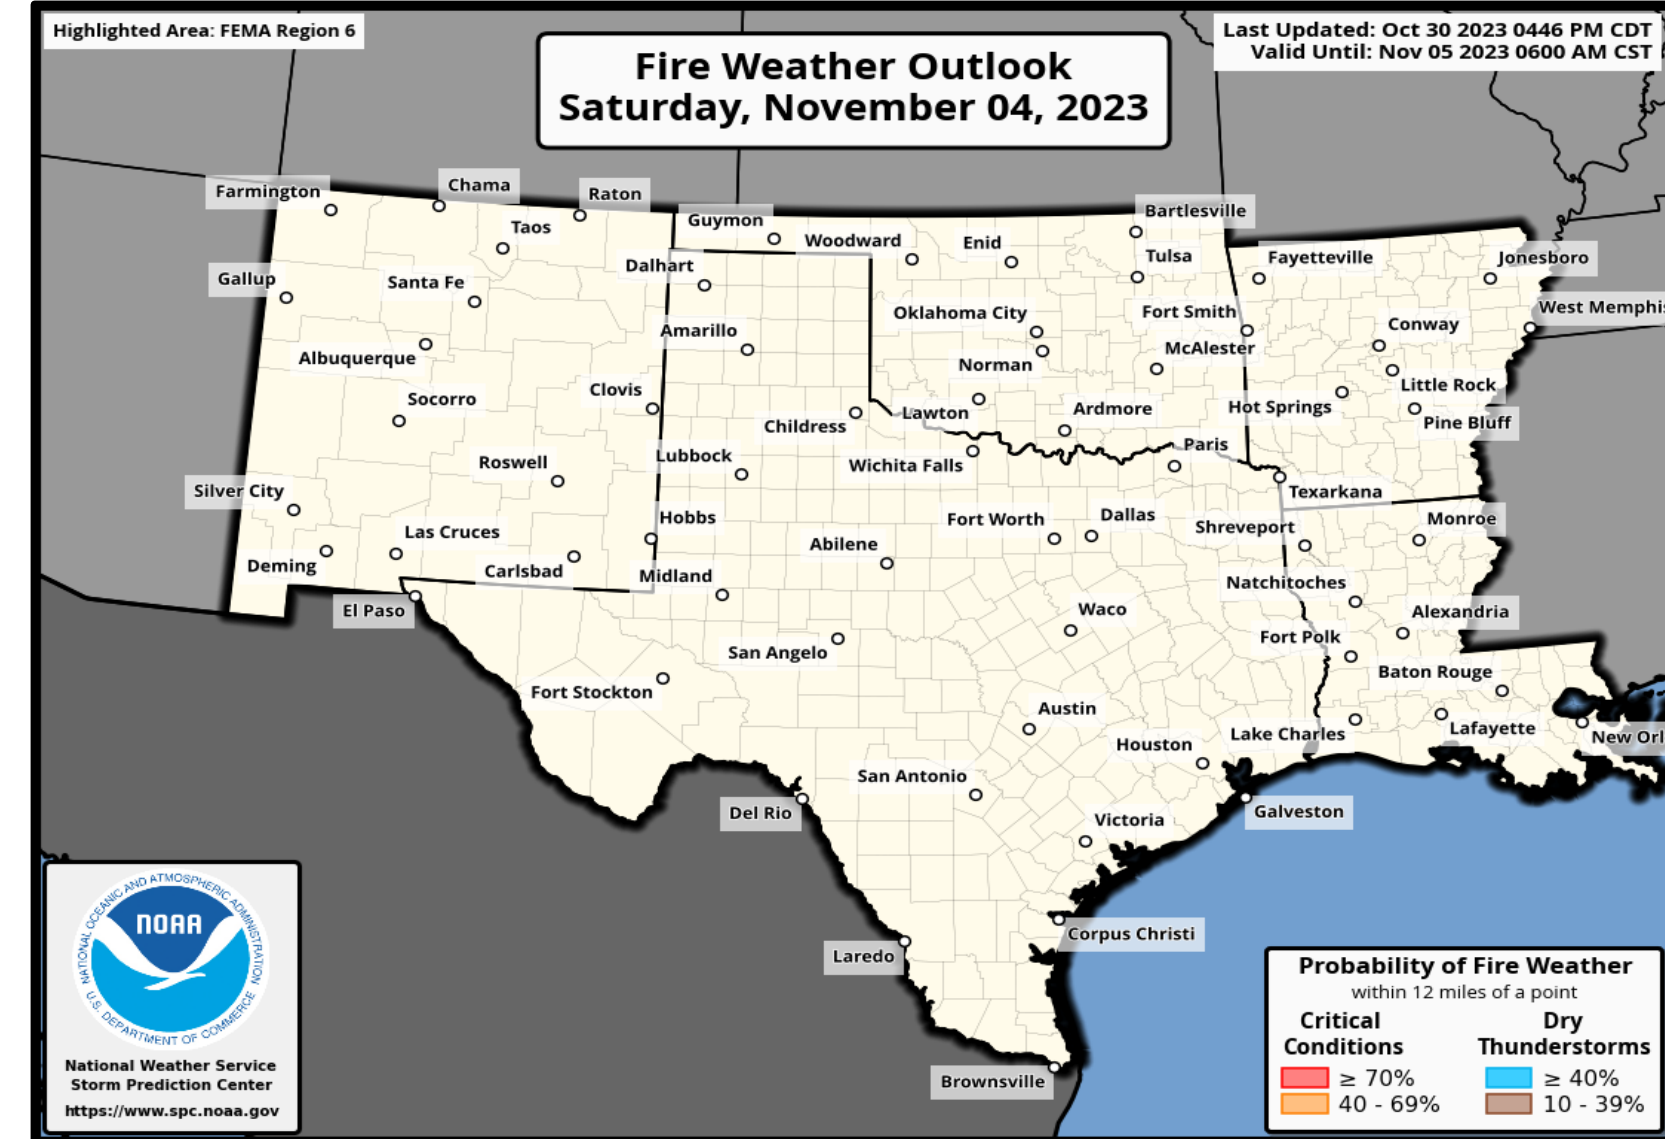 Highlighted Area: FEMA Region 6
Last Updated: Oct 30 2023 0446 PM CDT
Valid Until: Nov 05 2023 0600 AM CST
Fire Weather Outlook
Saturday, November 04, 2023
Farmington
Chama
Raton
Taos
Guymon
Woodward
Enid
Bartlesville
Tulsa
Fayetteville
Jonesboro
Gallup
Santa Fe
Dalhart
Oklahoma City
Fort Smith
West Memphis
Albuquerque
Amarillo
Norman
McAlester
Conway
Socorro
Clovis
Childress
Lawton
Ardmore
Hot Springs
Little Rock
Pine Bluff
Roswell
Lubbock
Wichita Falls
Paris
Texarkana
Silver City
Las Cruces
Hobbs
Abilene
Fort Worth
Dallas
Shreveport
Monroe
Deming
Carlsbad
Midland
Natchitoches
El Paso
San Angelo
Waco
Fort Polk
Alexandria
Fort Stockton
Austin
Baton Rouge
Houston
Lake Charles
Lafayette
New Orl
San Antonio
Del Rio
Victoria
Galveston
Corpus Christi
Laredo
Brownsville
NATIONAL OCEANIC AND ATMOSPHERIC ADMINISTRATION
NOAA
U.S. DEPARTMENT OF COMMERCE
National Weather Service
Storm Prediction Center
https://www.spc.noaa.gov
Probability of Fire Weather
within 12 miles of a point
Critical Conditions
Dry Thunderstorms
≥ 70%
≥ 40%
40 - 69%
10 - 39%